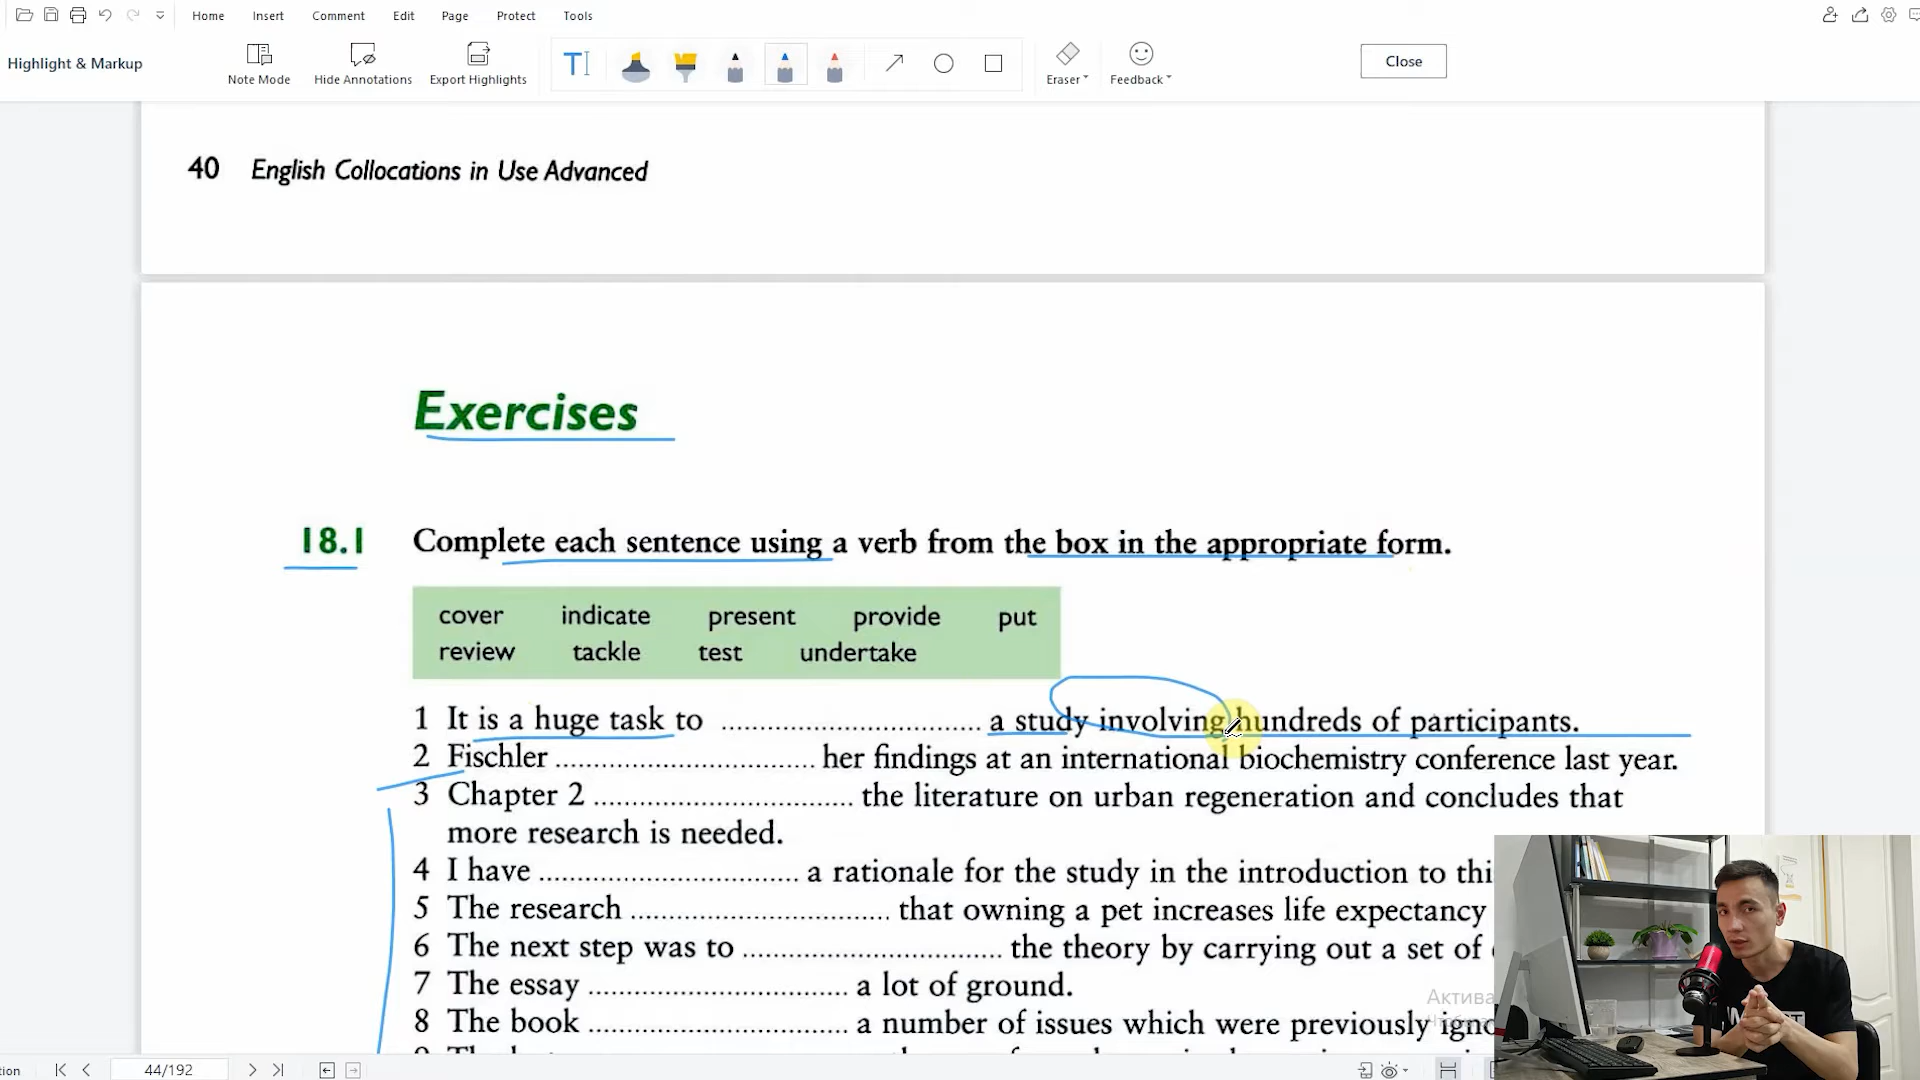 Home Insert Comment Edit Page Protect Tools
Highlight & Markup
Note Mode
Hide Annotations
Export Highlights
Eraser
Feedback
Close
40 English Collocations in Use Advanced
Exercises
18.1 Complete each sentence using a verb from the box in the appropriate form.
cover indicate present provide put
review tackle test undertake
1 It is a huge task to .................................. a study involving hundreds of participants.
2 Fischler .................................. her findings at an international biochemistry conference last year.
3 Chapter 2 .................................. the literature on urban regeneration and concludes that
more research is needed.
4 I have .................................. a rationale for the study in the introduction to thi
5 The research .................................. that owning a pet increases life expectancy
6 The next step was to .................................. the theory by carrying out a set of
7 The essay .................................. a lot of ground.
8 The book .................................. a number of issues which were previously igno
Актива
tion
44/192